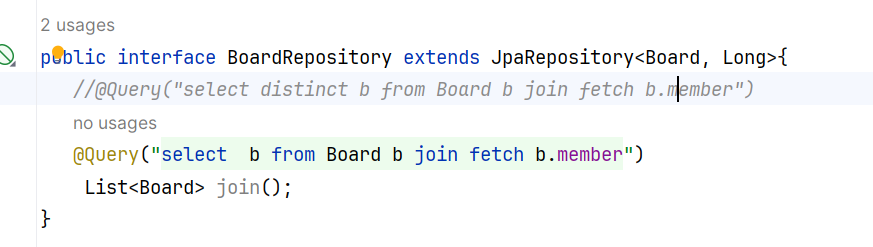 2 usages
public interface BoardRepository extends JpaRepository<Board, Long>{
//@Query("select distinct b from Board b join fetch b.member")
no usages
@Query("select  b from Board b join fetch b.member")
List<Board> join();
}